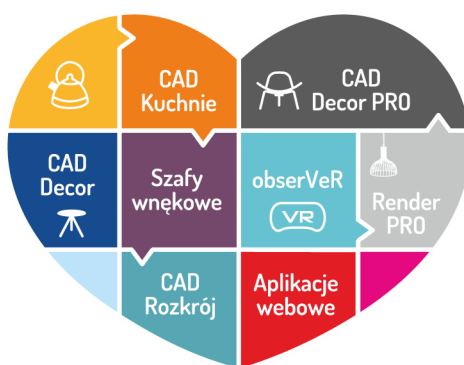 CAD
Kuchnie
CAD
Decor PRO
CAD
Decor
Szafy
wnękowe
obserVeR
VR
Render
PRO
CAD
Rozkrój
Aplikacje
webowe